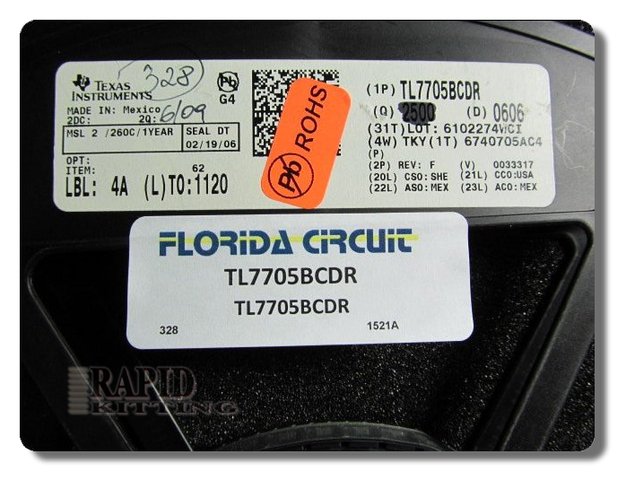 TEXAS
INSTRUMENTS
328
Pb
G4
MADE IN: Mexico
2DC: 2Q:
6/09
MSL 2 /260C/1YEAR SEAL DT
02/19/06
OPT:
ITEM:
62
LBL: 4A (L)TO:1120
Pb ROHS
(1P) TL7705BCDR
(Q) 2500 (D) 0606
(31T)LOT: 6102274WCI
(4W) TKY(1T) 6740705AC4
(P)
(2P) REV: F (V) 0033317
(20L) CSO:SHE (21L) CCO:USA
(22L) ASO:MEX (23L) ACO:MEX
FLORIDA CIRCUIT
TL7705BCDR
TL7705BCDR
328 1521A
RAPID
KITTING